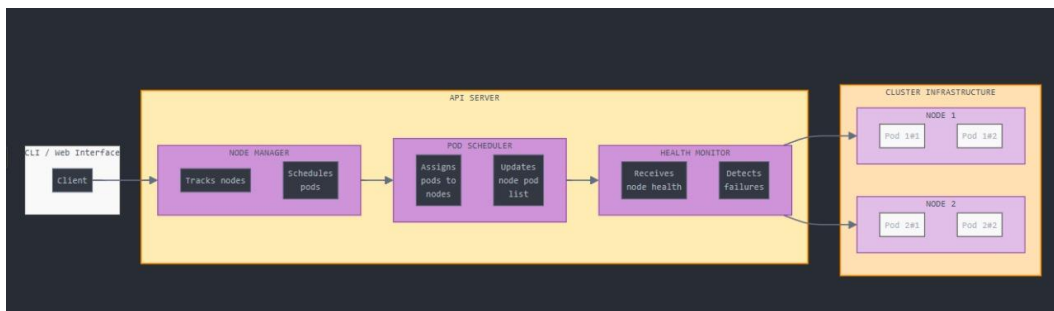 API SERVER
CLUSTER INFRASTRUCTURE
CLI / Web Interface
Client
NODE MANAGER
Tracks nodes
Schedules
pods
POD SCHEDULER
Assigns
pods to
nodes
Updates
node pod
list
HEALTH MONITOR
Receives
node health
Detects
failures
NODE 1
Pod 1#1
Pod 1#2
NODE 2
Pod 2#1
Pod 2#2